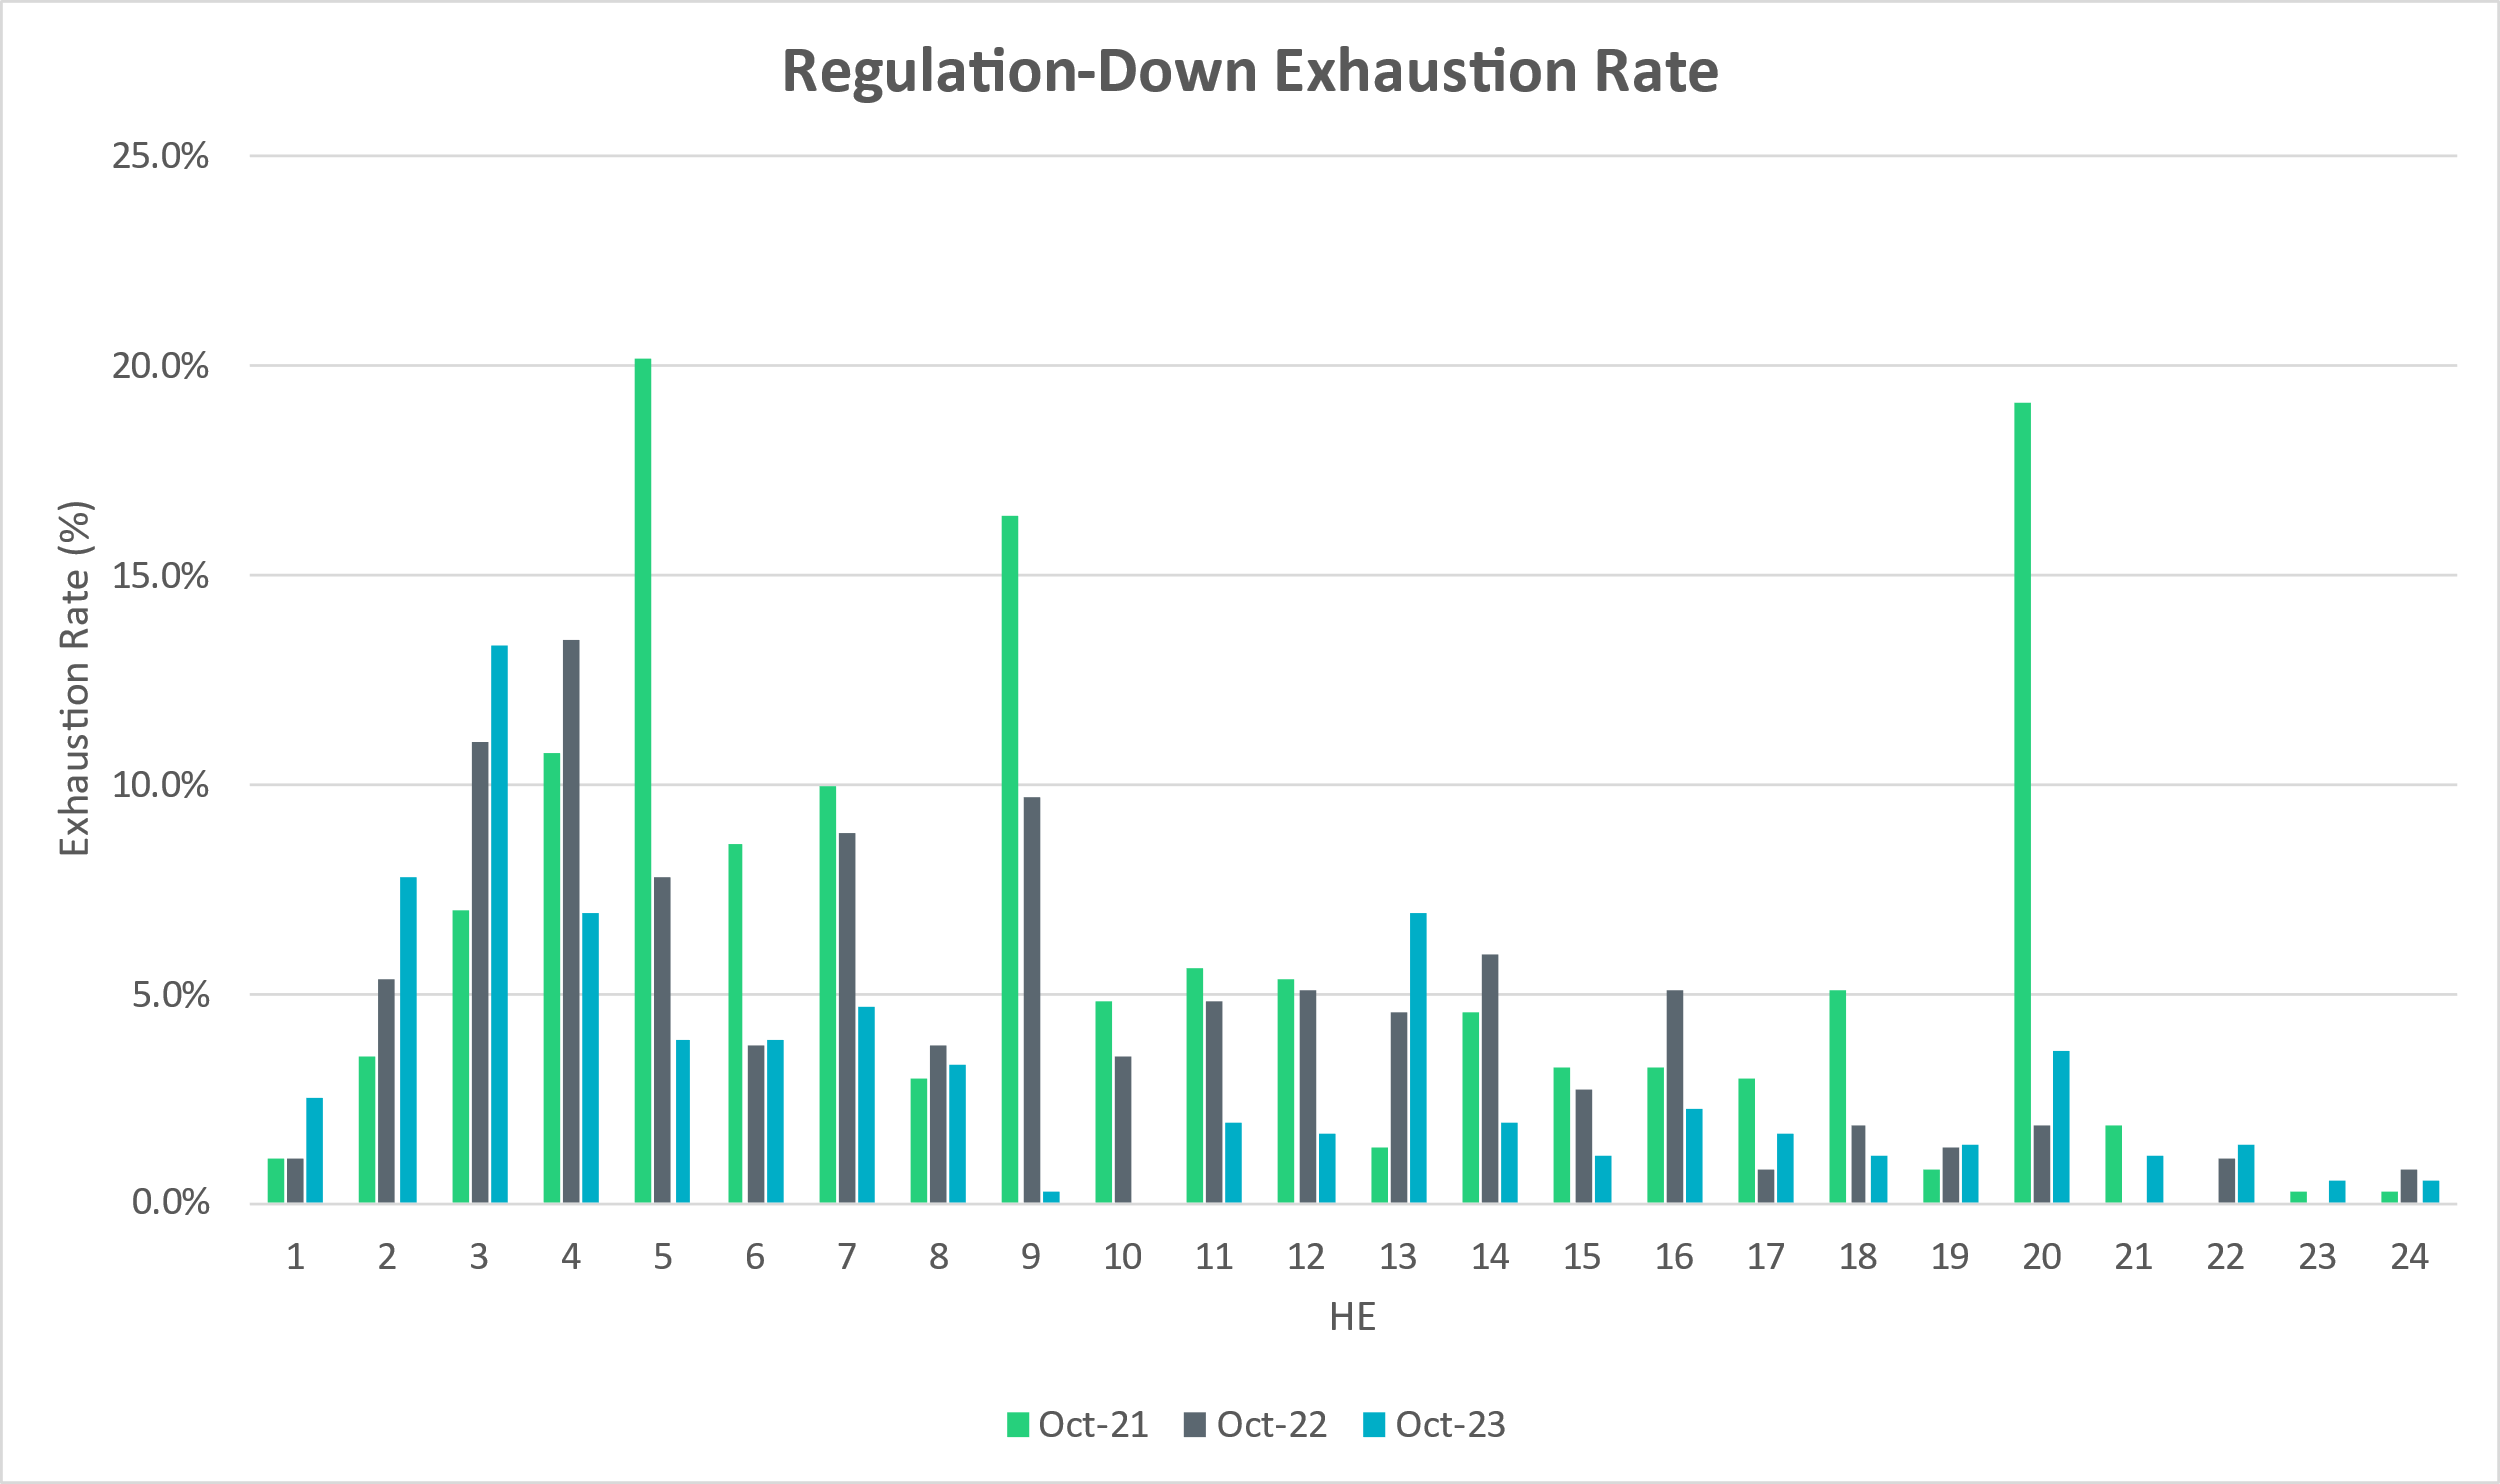 Regulation-Down Exhaustion Rate
25.0%
20.0%
15.0%
10.0%
5.0%
0.0%
Exhaustion Rate (%)
1 2 3 4 5 6 7 8 9 10 11 12 13 14 15 16 17 18 19 20 21 22 23 24
HE
Oct-21 Oct-22 Oct-23